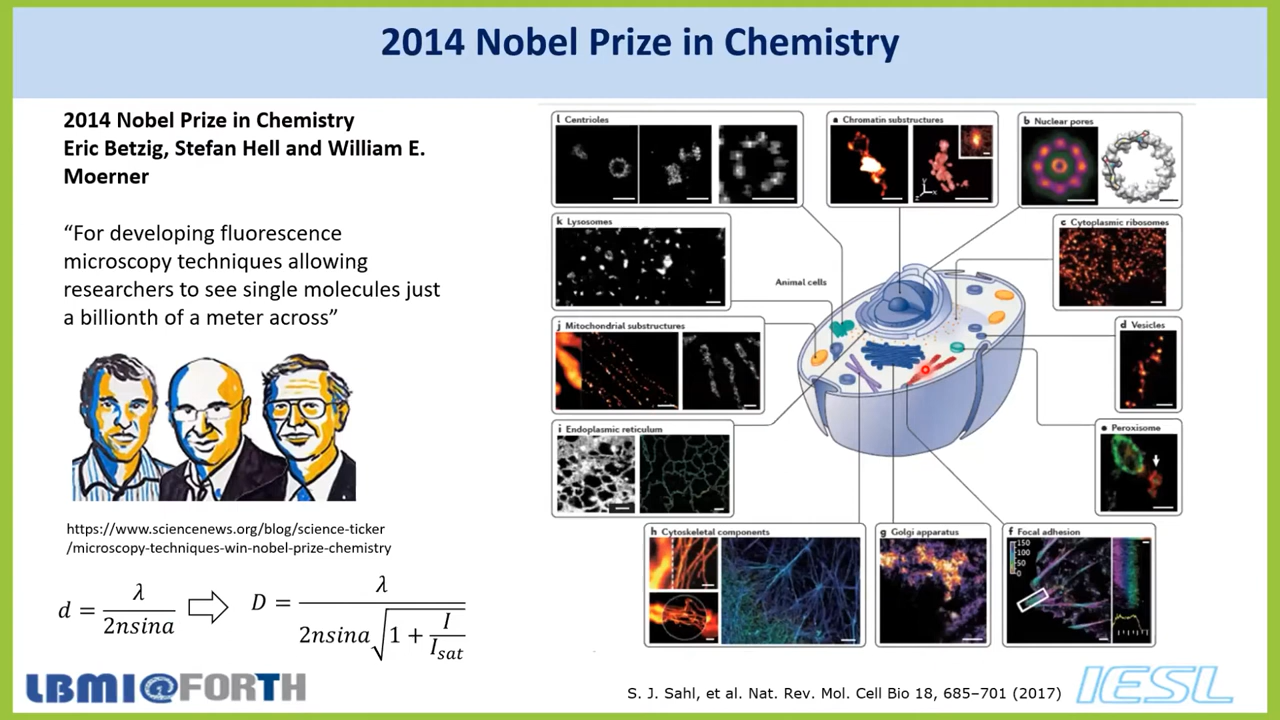 2014 Nobel Prize in Chemistry
2014 Nobel Prize in Chemistry
Eric Betzig, Stefan Hell and William E.
Moerner
“For developing fluorescence
microscopy techniques allowing
researchers to see single molecules just
a billionth of a meter across”
https://www.sciencenews.org/blog/science-ticker
/microscopy-techniques-win-nobel-prize-chemistry
d = λ / 2nsina ⇨ D = λ / 2nsina √(1 + I / I_sat)
l Centrioles
a Chromatin substructures
y
x
z
b Nuclear pores
k Lysosomes
c Cytoplasmic ribosomes
Animal cells
j Mitochondrial substructures
d Vesicles
i Endoplasmic reticulum
e Peroxisome
h Cytoskeletal components
g Golgi apparatus
f Focal adhesion
150
100
50
0
LBMI@FORTH
S. J. Sahl, et al. Nat. Rev. Mol. Cell Bio 18, 685–701 (2017)
IESL